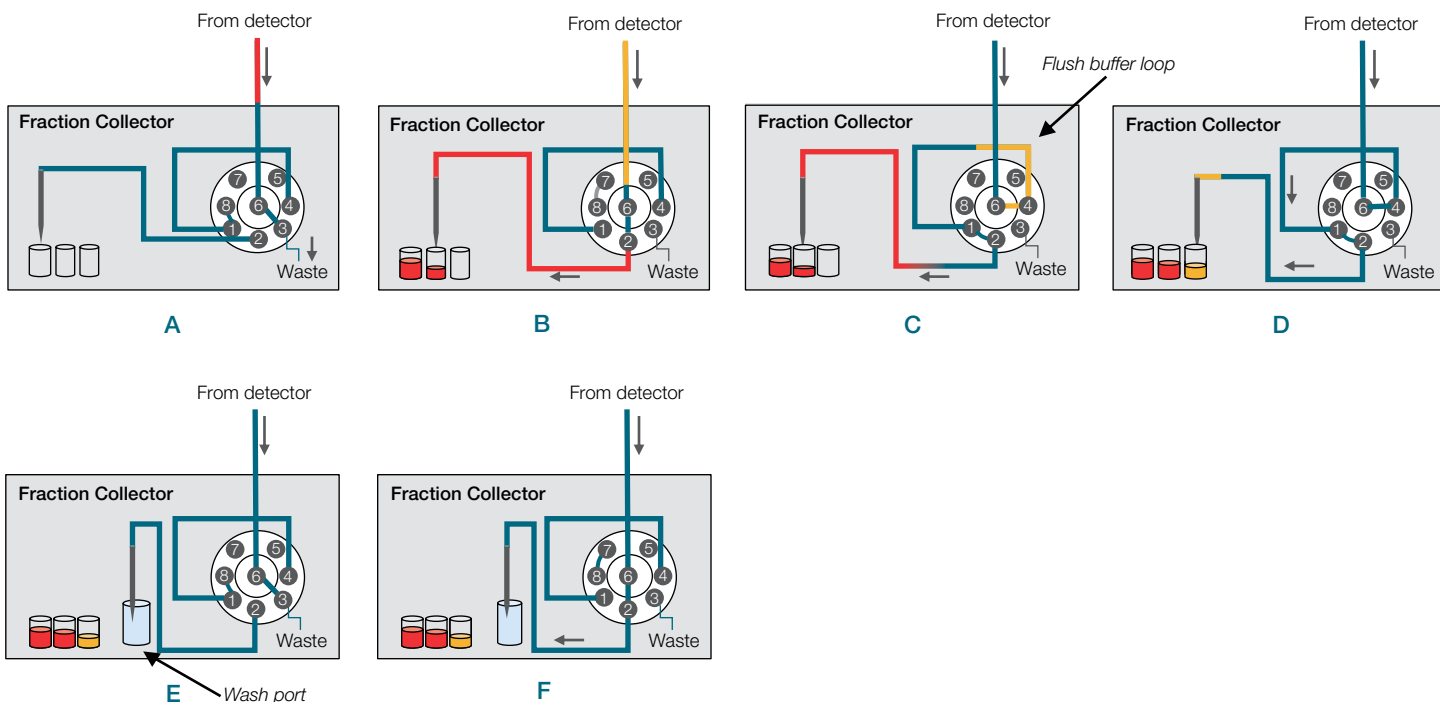 From detector
Fraction Collector
7
5
8
6
4
1
3
2
Waste
A
From detector
Fraction Collector
7
5
8
6
4
1
3
2
Waste
B
From detector
Flush buffer loop
Fraction Collector
7
5
8
6
4
1
3
2
Waste
C
From detector
Fraction Collector
7
5
8
6
4
1
3
2
Waste
D
From detector
Fraction Collector
7
5
8
6
4
1
3
2
Waste
E
Wash port
From detector
Fraction Collector
7
5
8
6
4
1
3
2
Waste
F